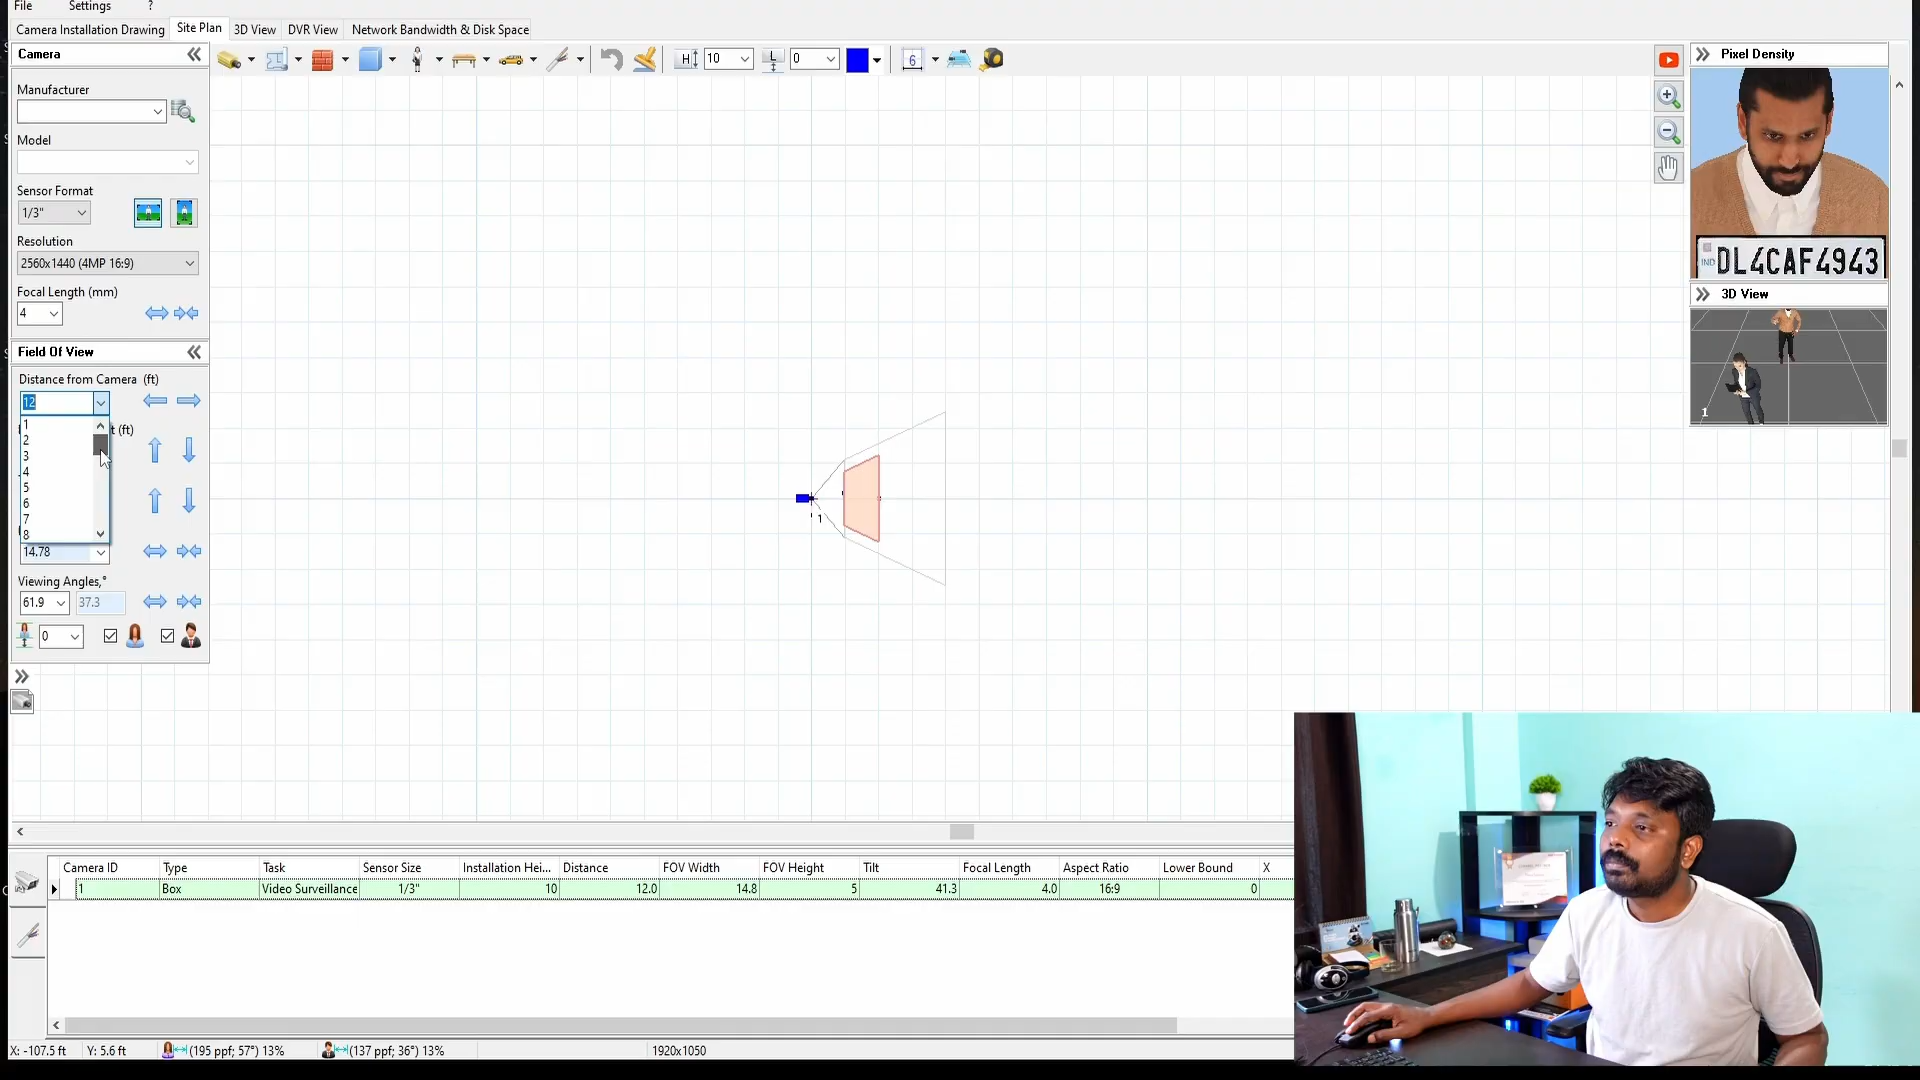 File Settings ?
Camera Installation Drawing Site Plan 3D View DVR View Network Bandwidth & Disk Space
Camera
Manufacturer
Model
Sensor Format
1/3"
Resolution
2560x1440 (4MP 16:9)
Focal Length (mm)
4
Field Of View
Distance from Camera (ft)
12
t (ft)
1
2
3
4
5
6
7
8
14.78
Viewing Angles,°
61.9 37.3
0
H 10 L 0 6
1
Pixel Density
IND DL4CAF4943
3D View
1
Camera ID Type Task Sensor Size Installation Hei... Distance FOV Width FOV Height Tilt Focal Length Aspect Ratio Lower Bound X
1 Box Video Surveillance 1/3" 10 12.0 14.8 5 41.3 4.0 16:9 0
X: -107.5 ft Y: 5.6 ft (195 ppf; 57°) 13% (137 ppf; 36°) 13% 1920x1050